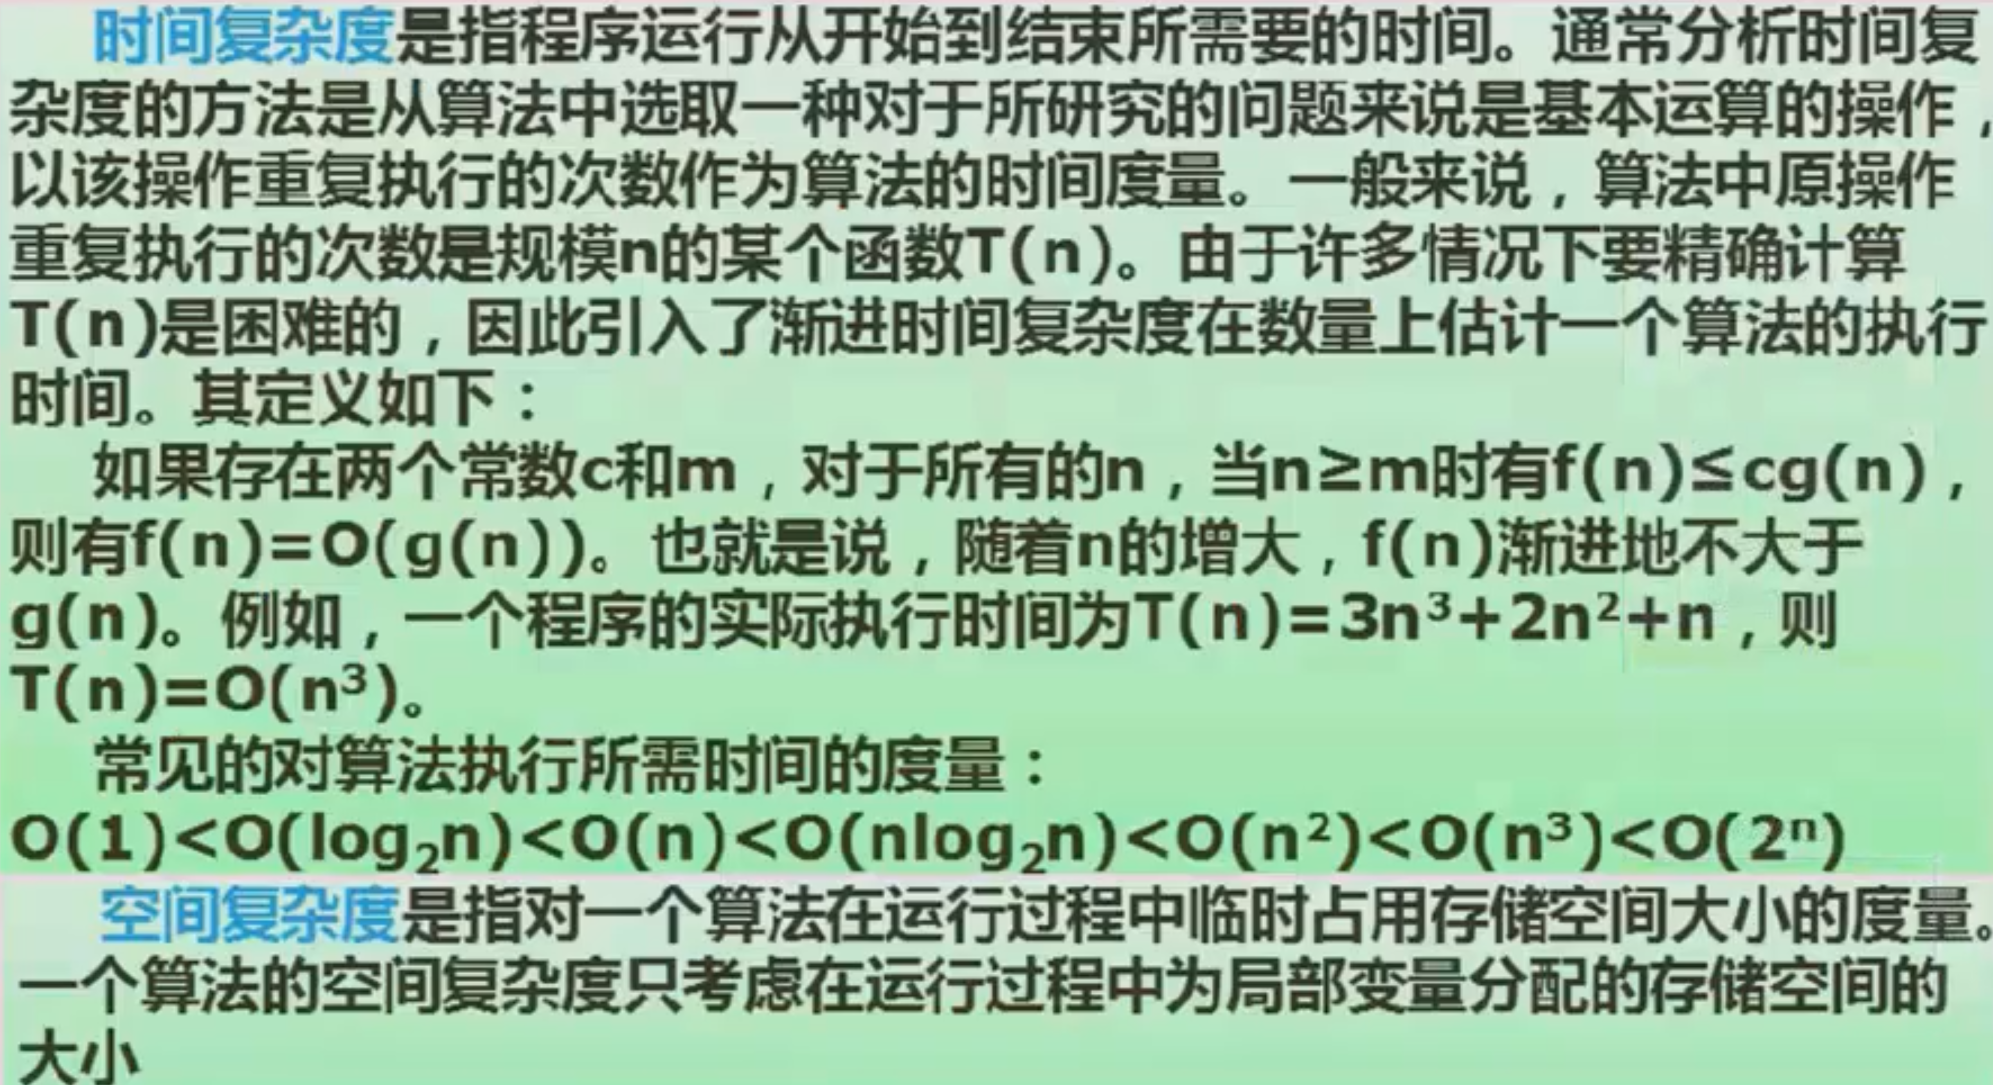 时间复杂度是指程序运行从开始到结束所需要的时间。通常分析时间复
杂度的方法是从算法中选取一种对于所研究的问题来说是基本运算的操作，
以该操作重复执行的次数作为算法的时间度量。一般来说，算法中原操作
重复执行的次数是规模n的某个函数T(n)。由于许多情况下要精确计算
T(n)是困难的，因此引入了渐进时间复杂度在数量上估计一个算法的执行
时间。其定义如下：
如果存在两个常数c和m，对于所有的n，当n≥m时有f(n)≤cg(n)，
则有f(n)=O(g(n))。也就是说，随着n的增大，f(n)渐进地不大于
g(n)。例如，一个程序的实际执行时间为T(n)=3n³+2n²+n，则
T(n)=O(n³)。
常见的对算法执行所需时间的度量：
O(1)<O(log₂n)<O(n)<O(nlog₂n)<O(n²)<O(n³)<O(2ⁿ)
空间复杂度是指对一个算法在运行过程中临时占用存储空间大小的度量。
一个算法的空间复杂度只考虑在运行过程中为局部变量分配的存储空间的
大小